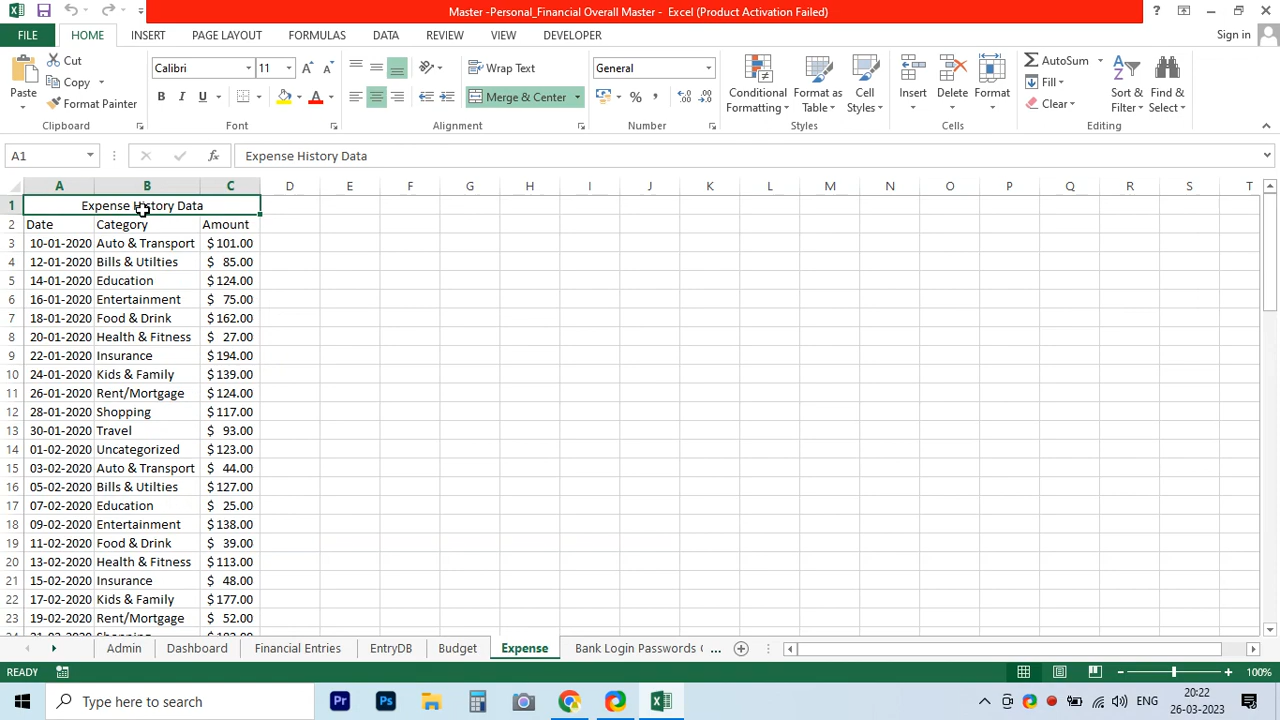 Master -Personal_Financial Overall Master - Excel (Product Activation Failed)
FILE HOME INSERT PAGE LAYOUT FORMULAS DATA REVIEW VIEW DEVELOPER Sign in
Paste
Cut
Copy
Format Painter
Clipboard
Calibri 11
B I U
Font
Wrap Text
Merge & Center
Alignment
General
%
Number
Conditional Formatting
Format as Table
Cell Styles
Styles
Insert
Delete
Format
Cells
AutoSum
Fill
Clear
Sort & Filter
Find & Select
Editing
A1 fx Expense History Data
A B C D E F G H I J K L M N O P Q R S T
1 Expense History Data
2 Date Category Amount
3 10-01-2020 Auto & Transport $ 101.00
4 12-01-2020 Bills & Utilties $ 85.00
5 14-01-2020 Education $ 124.00
6 16-01-2020 Entertainment $ 75.00
7 18-01-2020 Food & Drink $ 162.00
8 20-01-2020 Health & Fitness $ 27.00
9 22-01-2020 Insurance $ 194.00
10 24-01-2020 Kids & Family $ 139.00
11 26-01-2020 Rent/Mortgage $ 124.00
12 28-01-2020 Shopping $ 117.00
13 30-01-2020 Travel $ 93.00
14 01-02-2020 Uncategorized $ 123.00
15 03-02-2020 Auto & Transport $ 44.00
16 05-02-2020 Bills & Utilties $ 127.00
17 07-02-2020 Education $ 25.00
18 09-02-2020 Entertainment $ 138.00
19 11-02-2020 Food & Drink $ 39.00
20 13-02-2020 Health & Fitness $ 113.00
21 15-02-2020 Insurance $ 48.00
22 17-02-2020 Kids & Family $ 177.00
23 19-02-2020 Rent/Mortgage $ 52.00
Admin Dashboard Financial Entries EntryDB Budget Expense Bank Login Passwords ...
READY 100%
Type here to search Pr Ps ENG 20:22
26-03-2023